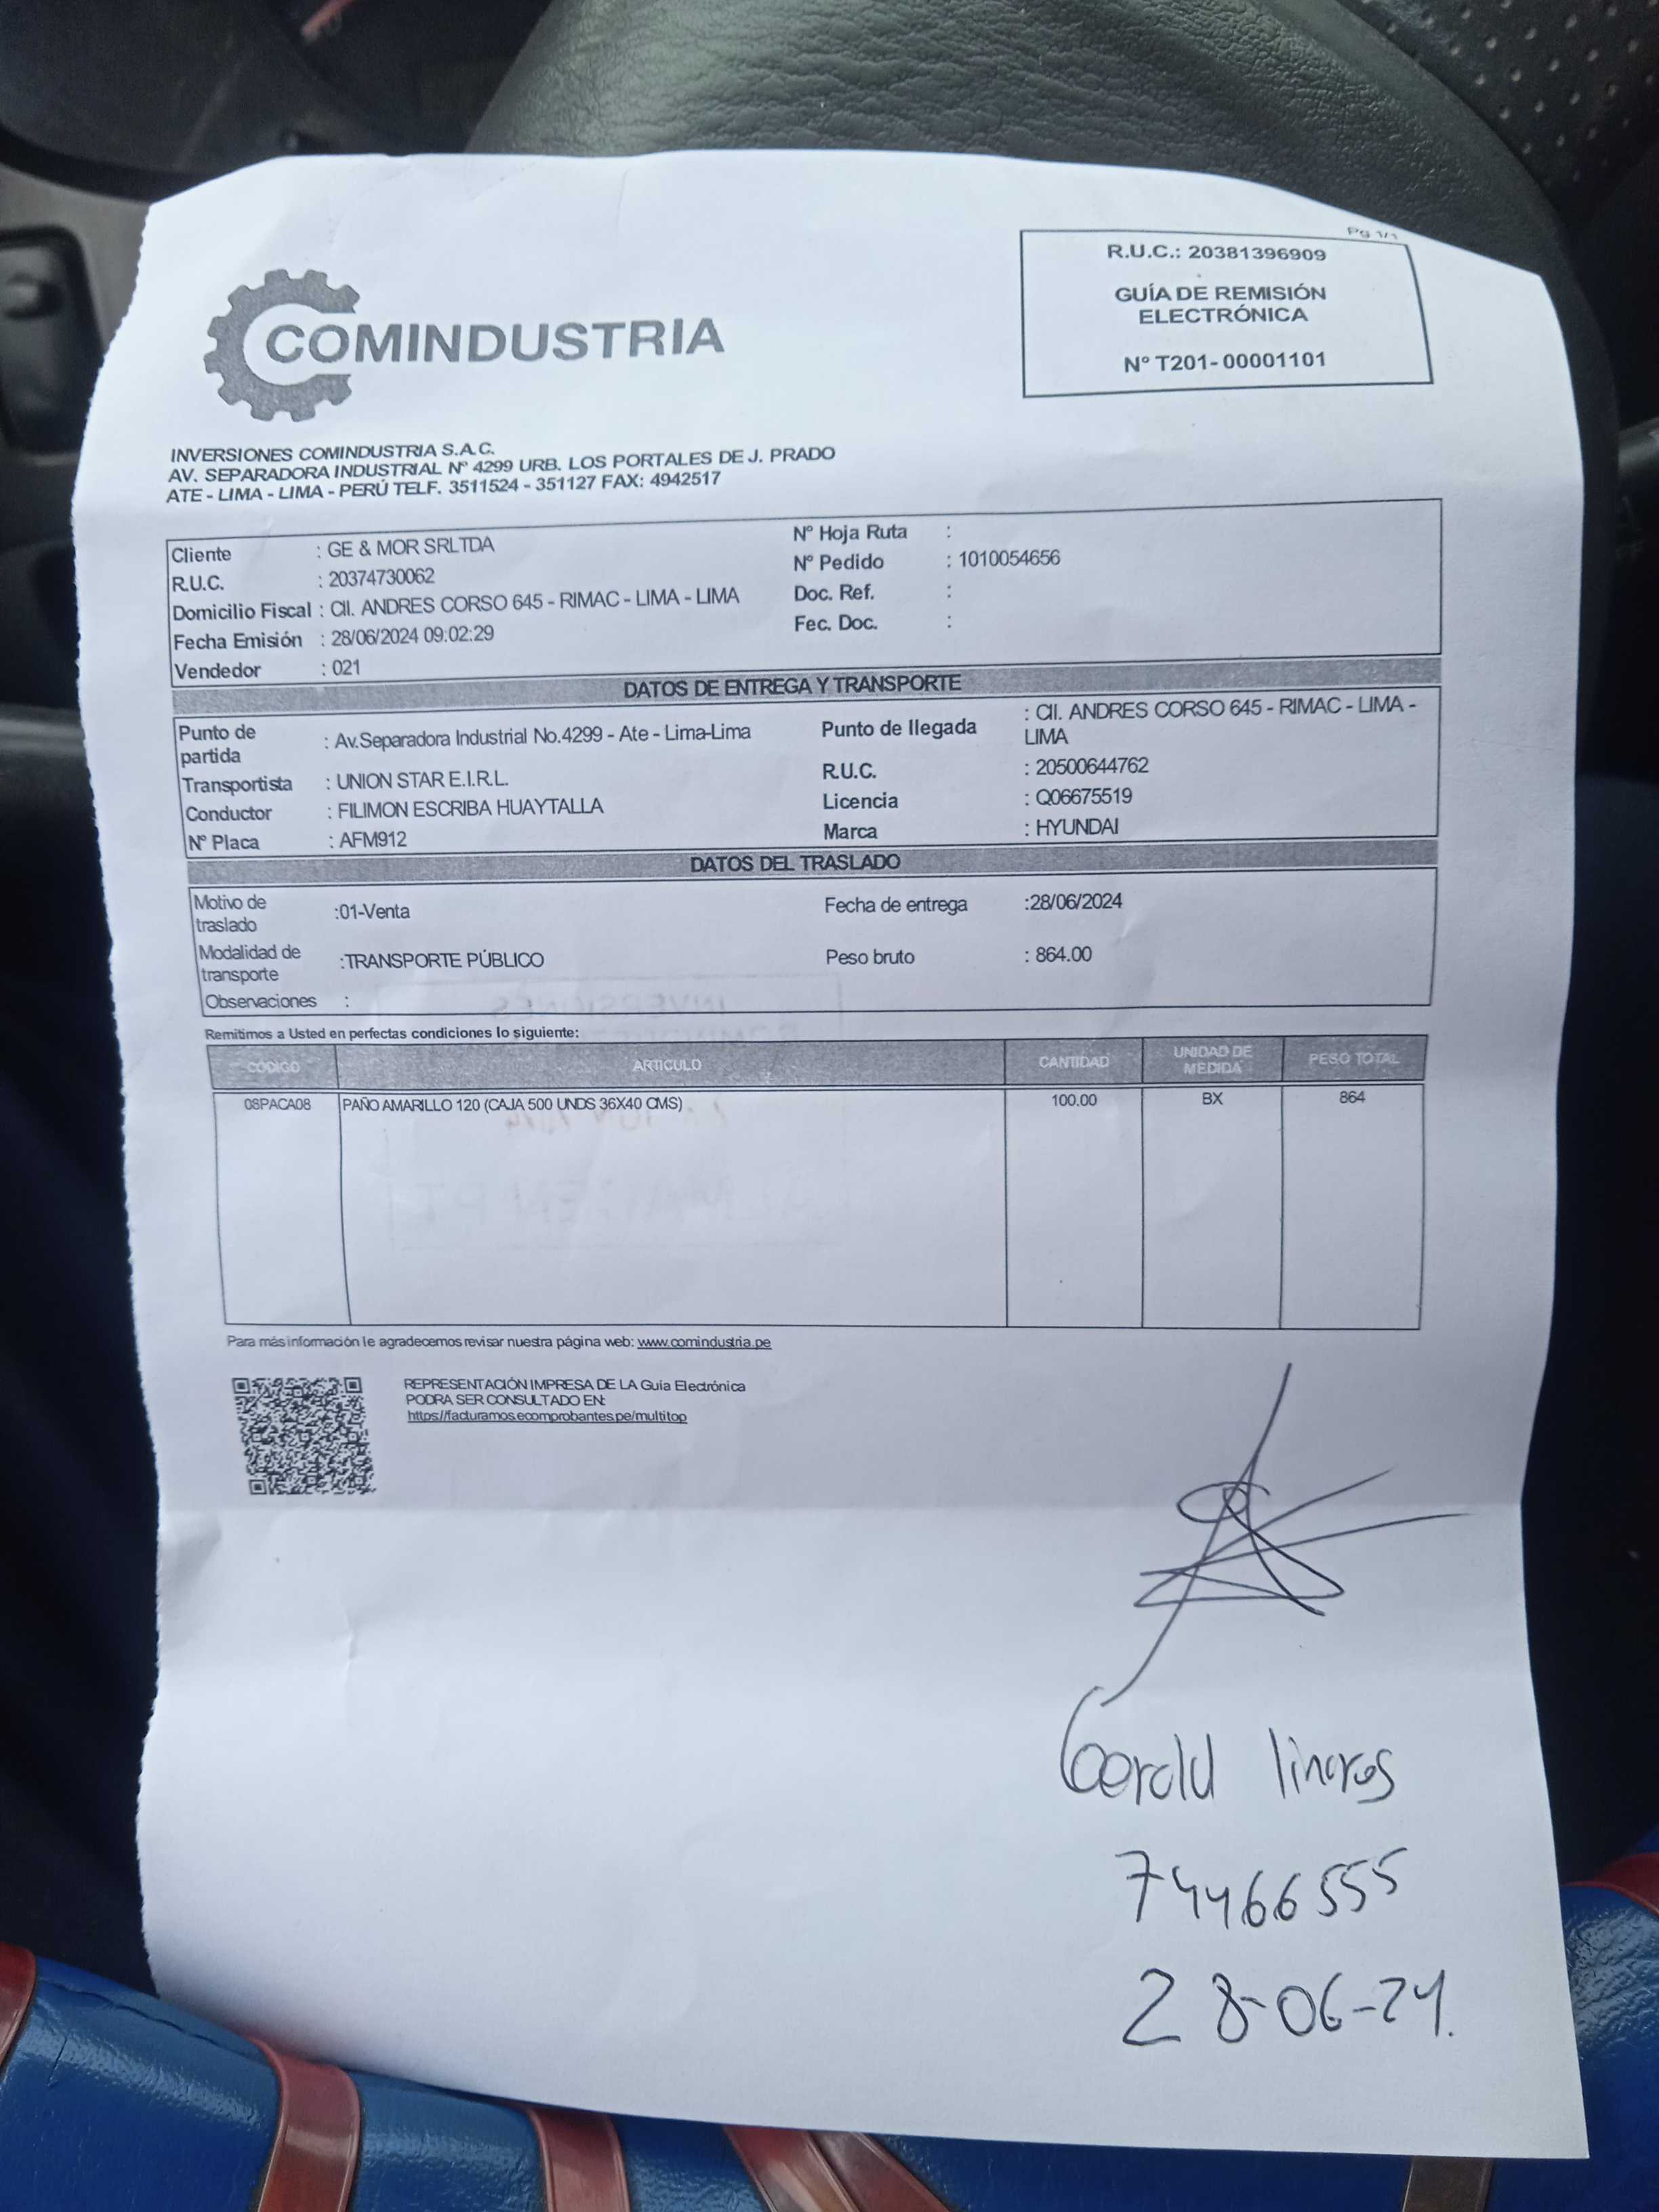 Pg 1/1
R.U.C.: 20381396909
GUÍA DE REMISIÓN
ELECTRÓNICA
Nº T201-00001101
COMINDUSTRIA
INVERSIONES COMINDUSTRIA S.A.C.
AV. SEPARADORA INDUSTRIAL Nº 4299 URB. LOS PORTALES DE J. PRADO
ATE - LIMA - LIMA - PERÚ TELF. 3511524 - 351127 FAX: 4942517
Cliente : GE & MOR SRLTDA
R.U.C. : 20374730062
Domicilio Fiscal : Cll. ANDRES CORSO 645 - RIMAC - LIMA - LIMA
Fecha Emisión : 28/06/2024 09:02:29
Vendedor : 021
Nº Hoja Ruta :
Nº Pedido : 1010054656
Doc. Ref. :
Fec. Doc. :
DATOS DE ENTREGA Y TRANSPORTE
Punto de partida : Av.Separadora Industrial No.4299 - Ate - Lima-Lima
Transportista : UNION STAR E.I.R.L.
Conductor : FILIMON ESCRIBA HUAYTALLA
Nº Placa : AFM912
Punto de llegada : Cll. ANDRES CORSO 645 - RIMAC - LIMA -
LIMA
R.U.C. : 20500644762
Licencia : Q06675519
Marca : HYUNDAI
DATOS DEL TRASLADO
Motivo de traslado :01-Venta
Modalidad de transporte :TRANSPORTE PÚBLICO
Observaciones :
Fecha de entrega :28/06/2024
Peso bruto : 864.00
Remitimos a Usted en perfectas condiciones lo siguiente:
CODIGO ARTICULO CANTIDAD UNIDAD DE MEDIDA PESO TOTAL
08PACA08 PAÑO AMARILLO 120 (CAJA 500 UNDS 36X40 CMS) 100.00 BX 864
Para más información le agradecemos revisar nuestra página web: www.comindustria.pe
REPRESENTACIÓN IMPRESA DE LA Guía Electrónica
PODRA SER CONSULTADO EN:
https://facturamos.ecomprobantes.pe/multitop
Gerald linares
74466555
28-06-24.